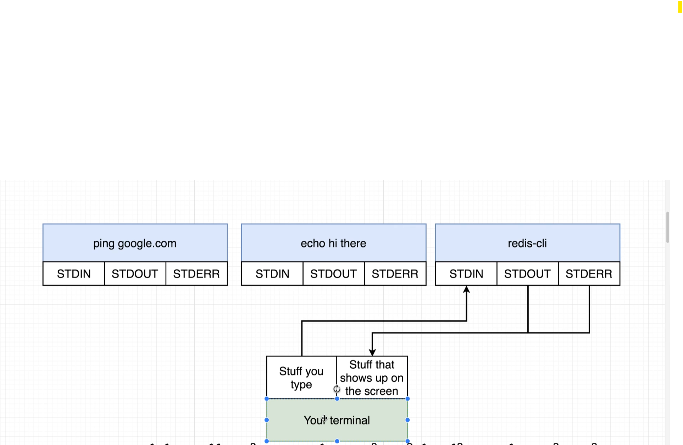 ping google.com
echo hi there
redis-cli
STDIN STDOUT STDERR
STDIN STDOUT STDERR
STDIN STDOUT STDERR
Stuff you
type
Stuff that
shows up on
the screen
Your terminal